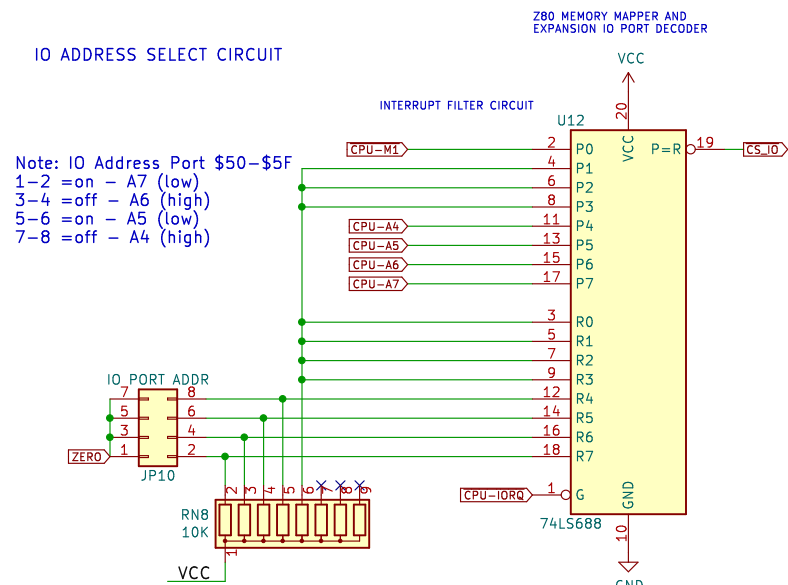 Z80 MEMORY MAPPER AND
EXPANSION IO PORT DECODER
IO ADDRESS SELECT CIRCUIT
VCC
INTERRUPT FILTER CIRCUIT
20
U12
VCC
CPU-M1
2 P0
P=R 19
CS_IO
4 P1
6 P2
8 P3
CPU-A4
11 P4
CPU-A5
13 P5
CPU-A6
15 P6
CPU-A7
17 P7
Note: IO Address Port $50-$5F
1-2 =on - A7 (low)
3-4 =off - A6 (high)
5-6 =on - A5 (low)
7-8 =off - A4 (high)
3 R0
5 R1
7 R2
9 R3
12 R4
14 R5
16 R6
18 R7
IO PORT ADDR
7 8
5 6
3 4
ZERO
1 2
JP10
CPU-IORQ
1 G
GND
74LS688
10
GND
2 3 4 5 6 7 8 9
RN8
10K
1
VCC